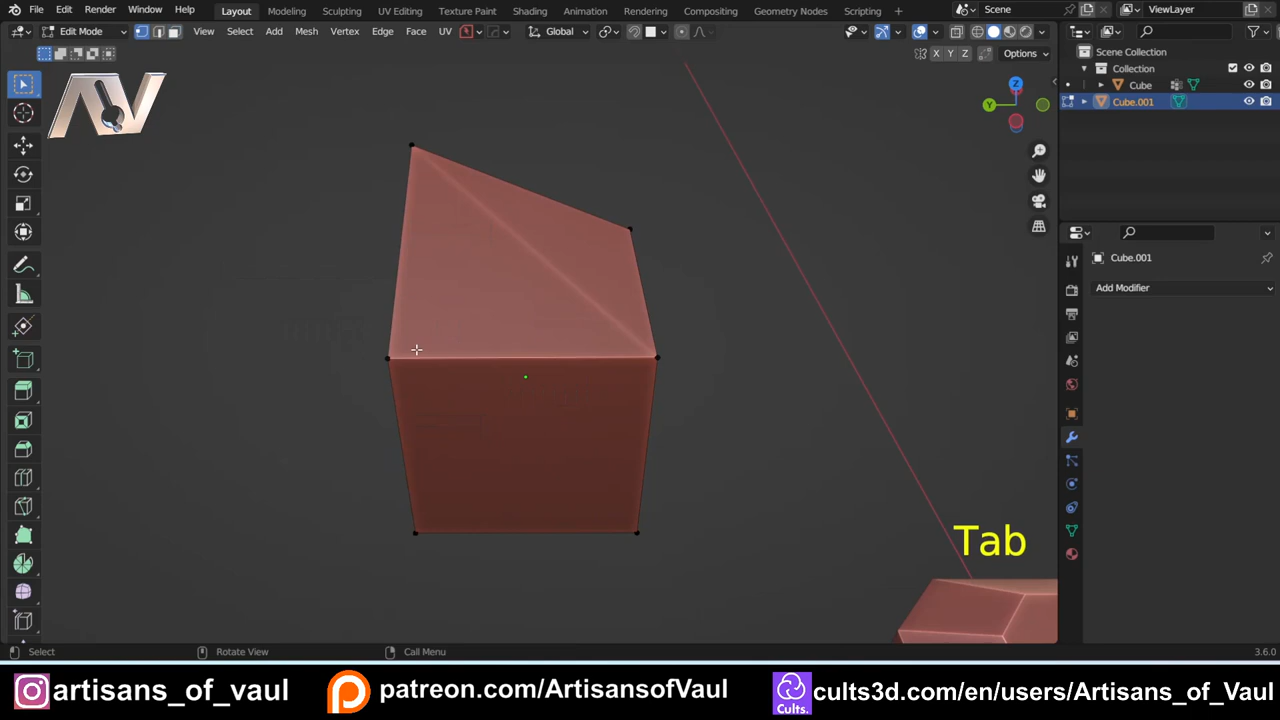 File Edit Render Window Help Layout Modeling Sculpting UV Editing Texture Paint Shading Animation Rendering Compositing Geometry Nodes Scripting + Scene ViewLayer
Edit Mode View Select Add Mesh Vertex Edge Face UV Global
X Y Z Options
Scene Collection
Collection
Cube
Cube.001
AV
Z
Y
Cube.001
Add Modifier
Tab
Select Rotate View Call Menu 3.6.0
artisans_of_vaul patreon.com/ArtisansofVaul Cults. cults3d.com/en/users/Artisans_of_Vaul